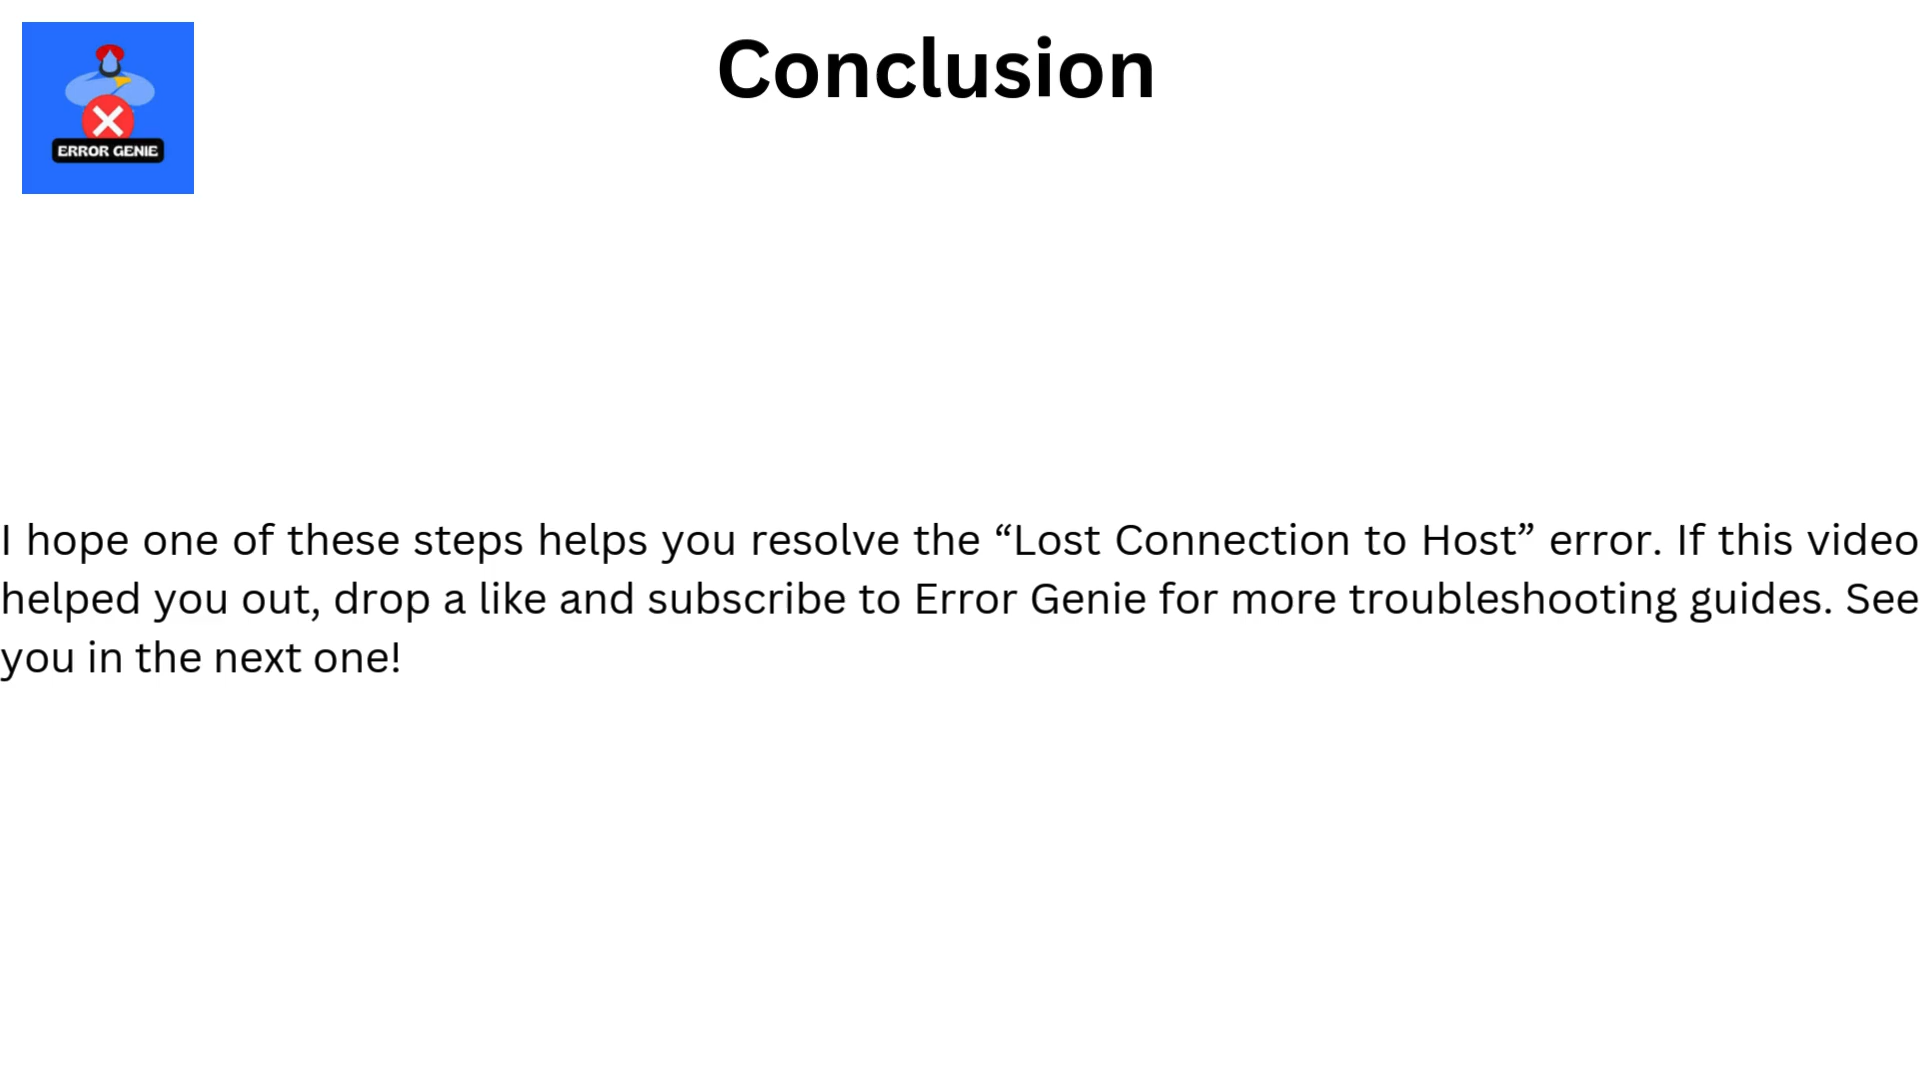 ERROR GENIE
Conclusion
I hope one of these steps helps you resolve the “Lost Connection to Host” error. If this video
helped you out, drop a like and subscribe to Error Genie for more troubleshooting guides. See
you in the next one!